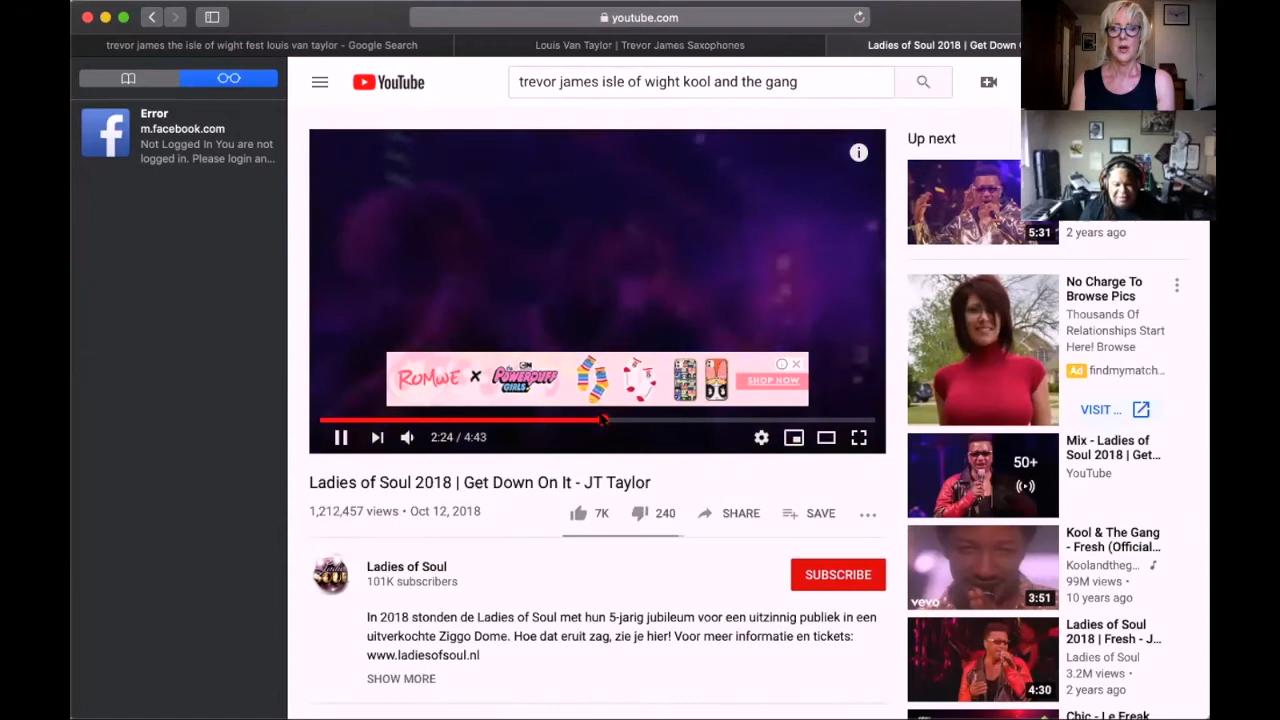 youtube.com
trevor james the isle of wight fest louis van taylor - Google Search
Louis Van Taylor | Trevor James Saxophones
Ladies of Soul 2018 | Get Down
Error
m.facebook.com
Not Logged In You are not
logged in. Please login an...
YouTube
trevor james isle of wight kool and the gang
ROMWE X CN THE POWERPUFF GIRLS SHOP NOW
2:24 / 4:43
Ladies of Soul 2018 | Get Down On It - JT Taylor
1,212,457 views • Oct 12, 2018
7K 240 SHARE SAVE
Ladies of Soul
101K subscribers
SUBSCRIBE
In 2018 stonden de Ladies of Soul met hun 5-jarig jubileum voor een uitzinnig publiek in een
uitverkochte Ziggo Dome. Hoe dat eruit zag, zie je hier! Voor meer informatie en tickets:
www.ladiesofsoul.nl
SHOW MORE
Up next
5:31
2 years ago
No Charge To
Browse Pics
Thousands Of
Relationships Start
Here! Browse
Ad findmymatch...
VISIT ...
50+
Mix - Ladies of
Soul 2018 | Get...
YouTube
vevo
3:51
Kool & The Gang
- Fresh (Official...
Koolandtheg...
99M views •
10 years ago
4:30
Ladies of Soul
2018 | Fresh - J...
Ladies of Soul
3.2M views •
2 years ago
Chic - Le Freak